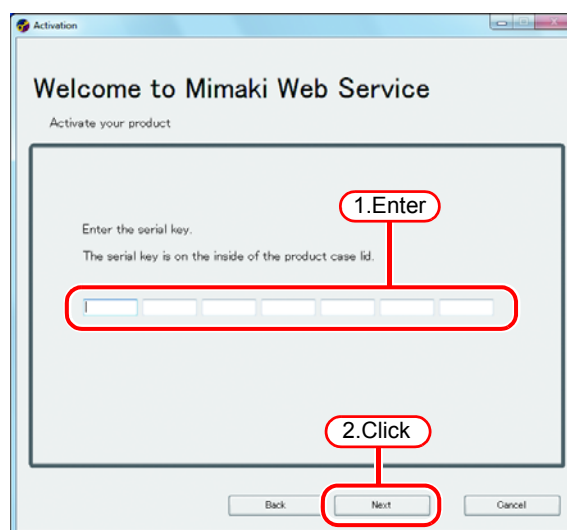 Activation
Welcome to Mimaki Web Service
Activate your product
1.Enter
Enter the serial key.
The serial key is on the inside of the product case lid.
2.Click
Back Next Cancel